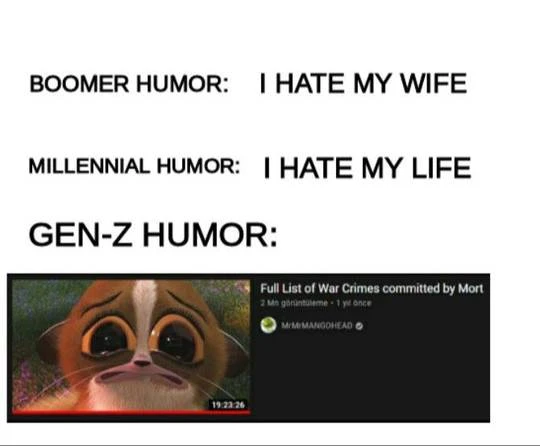 BOOMER HUMOR: I HATE MY WIFE
MILLENNIAL HUMOR: I HATE MY LIFE
GEN-Z HUMOR:
Full List of War Crimes committed by Mort
2 Mn görüntüleme • 1 yıl önce
MrMrMANGOHEAD
19:23:26